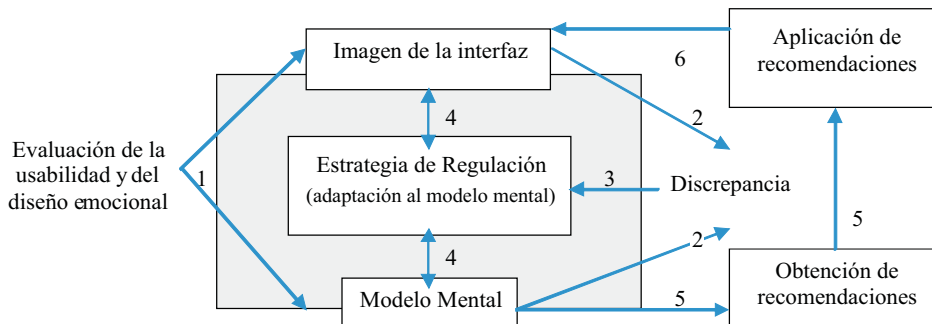 Imagen de la interfaz
Aplicación de
recomendaciones
6
2
4
Evaluación de la
usabilidad y del
diseño emocional
1
Estrategia de Regulación
(adaptación al modelo mental)
3
Discrepancia
5
2
4
Modelo Mental
5
Obtención de
recomendaciones